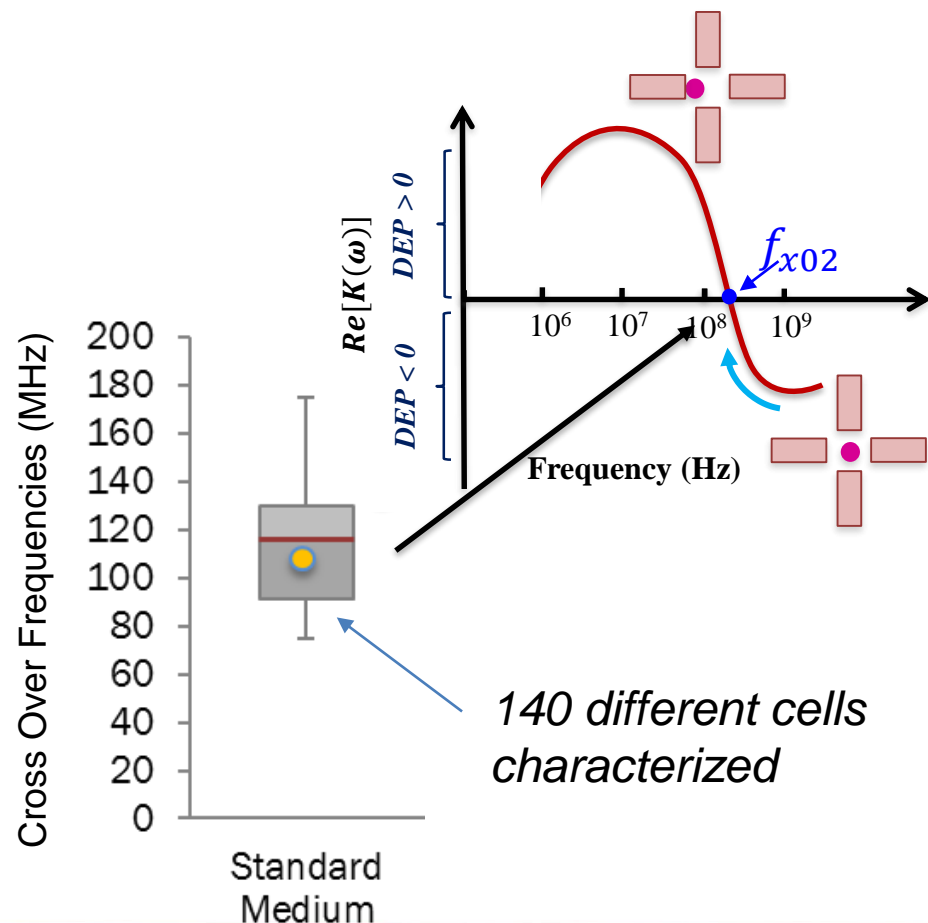 Re[K(ω)]
DEP > 0
DEP < 0
f_x02
10⁶ 10⁷ 10⁸ 10⁹
Frequency (Hz)
Cross Over Frequencies (MHz)
200
180
160
140
120
100
80
60
40
20
0
140 different cells
characterized
Standard
Medium